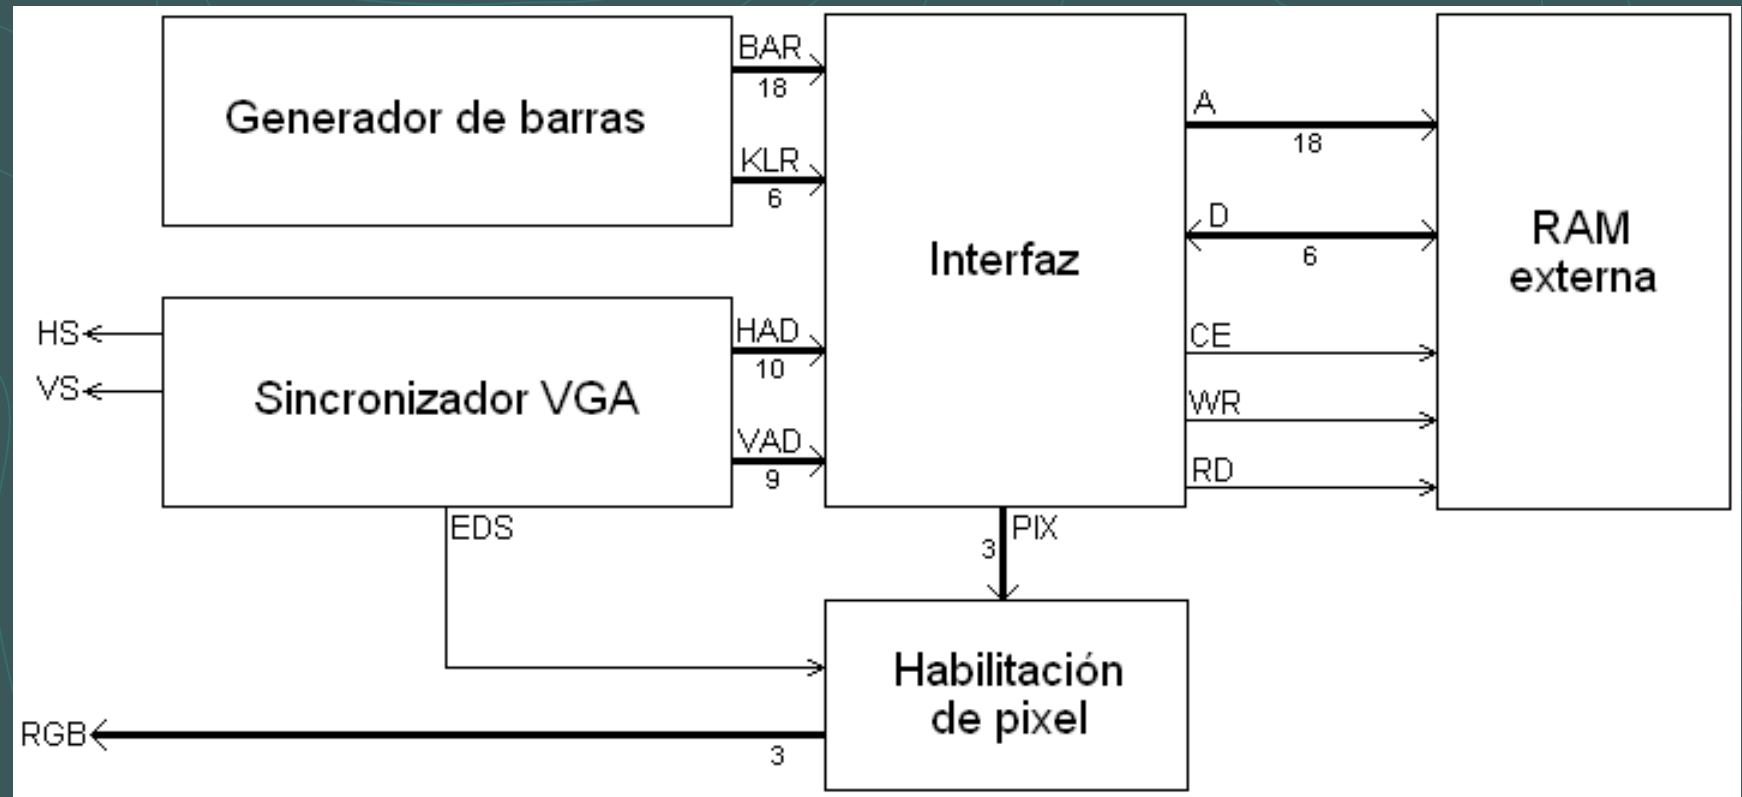 Generador de barras
BAR
18
KLR
6
Interfaz
A
18
D
6
CE
WR
RD
RAM
externa
HS
VS
Sincronizador VGA
HAD
10
VAD
9
EDS
PIX
3
Habilitación
de pixel
RGB
3